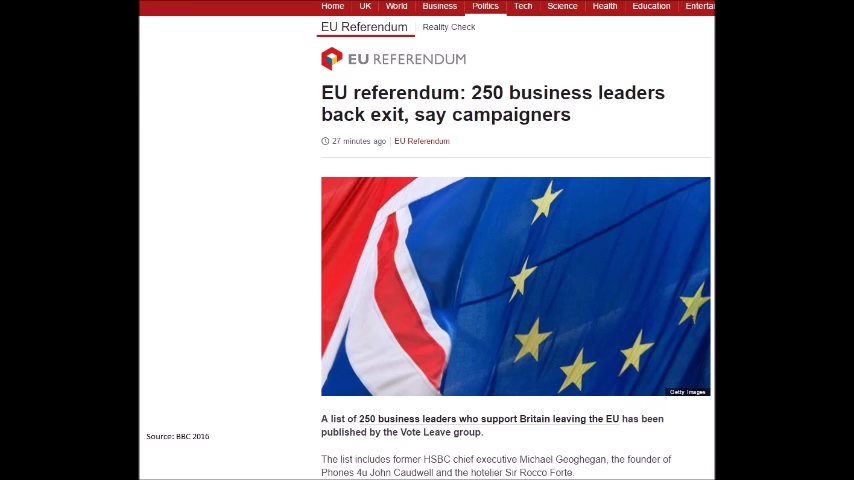 Home UK World Business Politics Tech Science Health Education
EU Referendum Reality Check
EU REFERENDUM
EU referendum: 250 business leaders
back exit, say campaigners
27 minutes ago EU Referendum
Getty Images
A list of 250 business leaders who support Britain leaving the EU has been
published by the Vote Leave group.
Source: BBC 2016
The list includes former HSBC chief executive Michael Geoghegan, the founder of
Phones 4u John Caudwell and the hotelier Sir Rocco Forte.